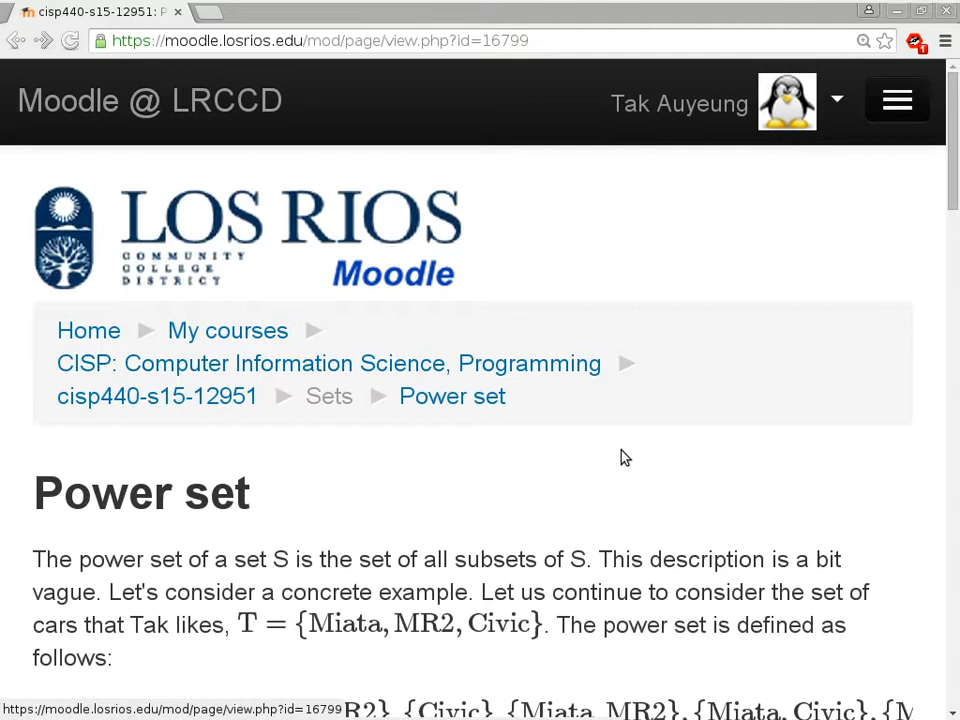 cisp440-s15-12951: P
https://moodle.losrios.edu/mod/page/view.php?id=16799
1
Moodle @ LRCCD
Tak Auyeung
LOS RIOS
COMMUNITY
COLLEGE
DISTRICT
Moodle
Home ► My courses ►
CISP: Computer Information Science, Programming ►
cisp440-s15-12951 ► Sets ► Power set
Power set
The power set of a set S is the set of all subsets of S. This description is a bit
vague. Let's consider a concrete example. Let us continue to consider the set of
cars that Tak likes, T = {Miata, MR2, Civic}. The power set is defined as
follows:
https://moodle.losrios.edu/mod/page/view.php?id=16799
R2}, {Civic}, {Miata, MR2}, {Miata, Civic}, {M